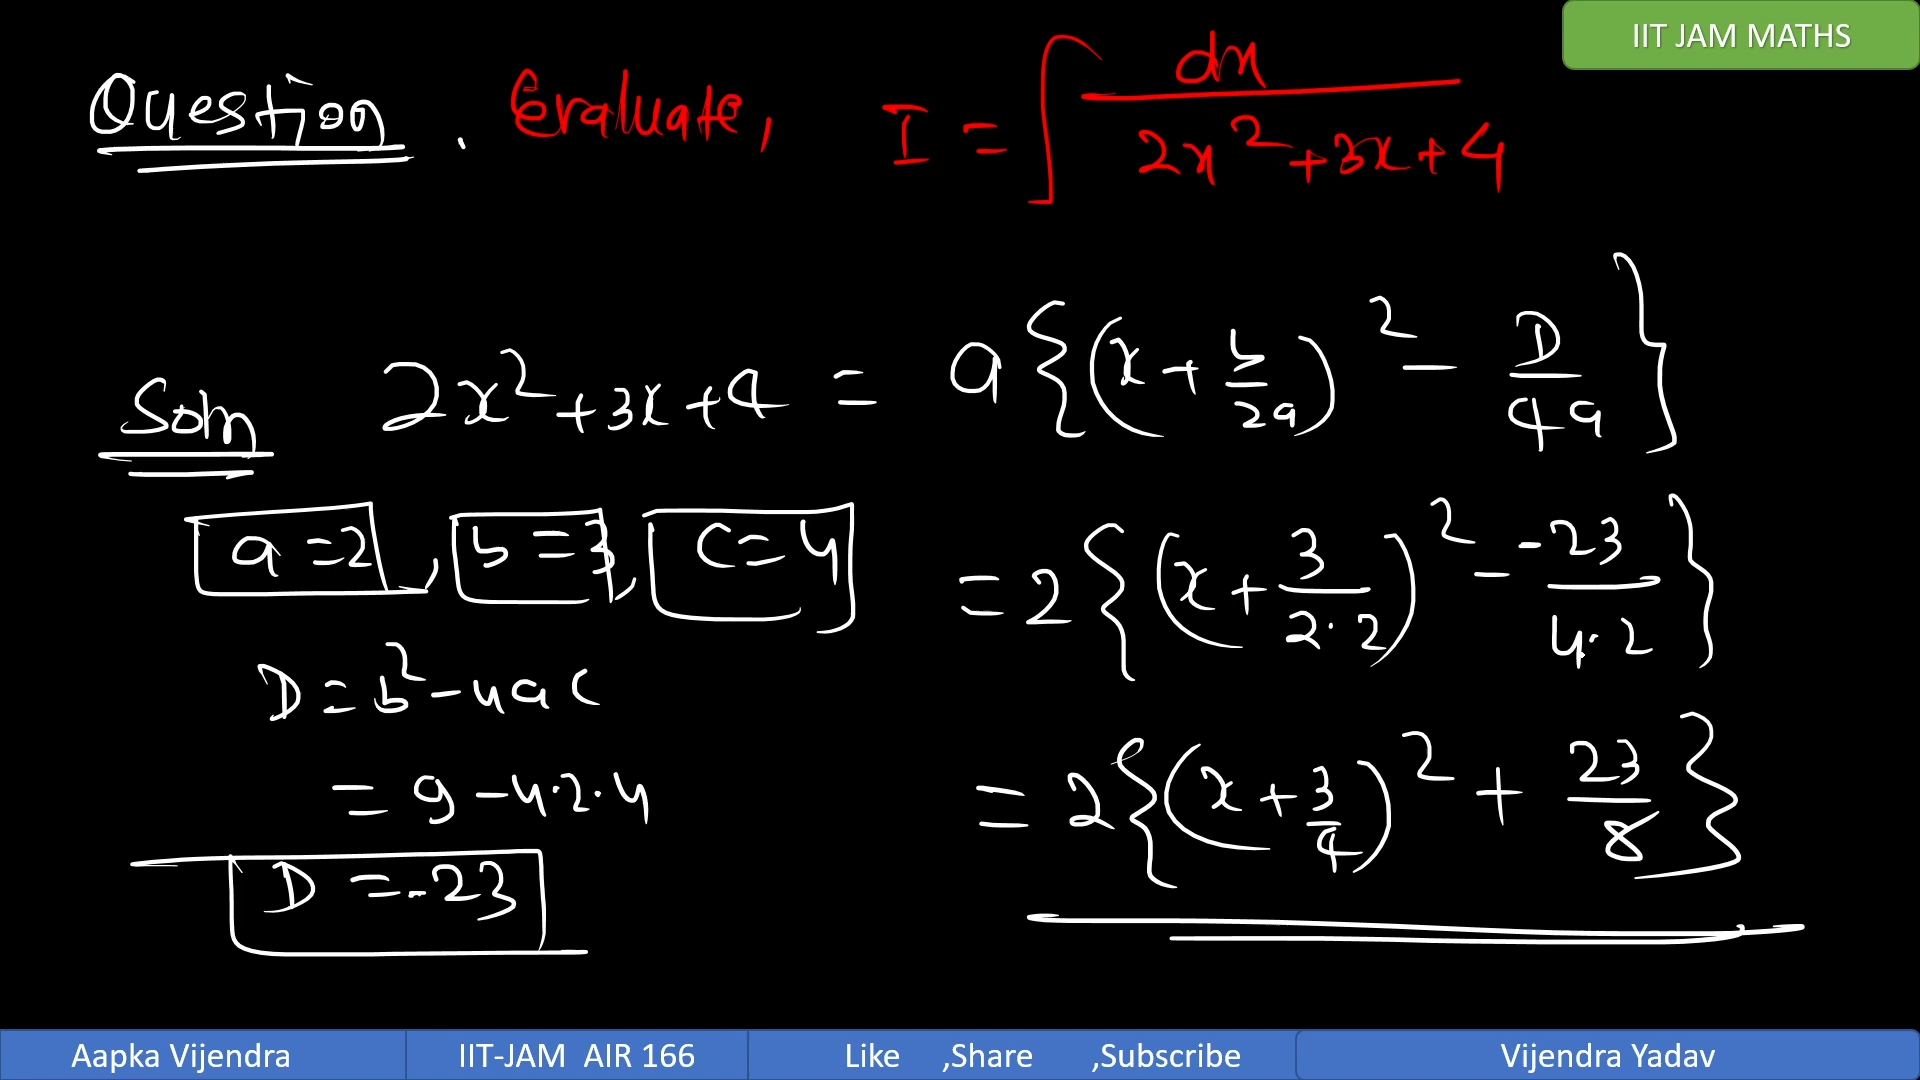 IIT JAM MATHS
Question. Evaluate, I = ∫ dx / (2x² + 3x + 4)
Soln 2x² + 3x + 4 = a{(x + b/2a)² - D/4a}
a = 2, b = 3, c = 4
= 2{(x + 3/2·2)² - -23/4·2}
D = b² - 4ac
= 9 - 4·2·4
= 2{(x + 3/4)² + 23/8}
D = -23
Aapka Vijendra IIT-JAM AIR 166 Like ,Share ,Subscribe Vijendra Yadav